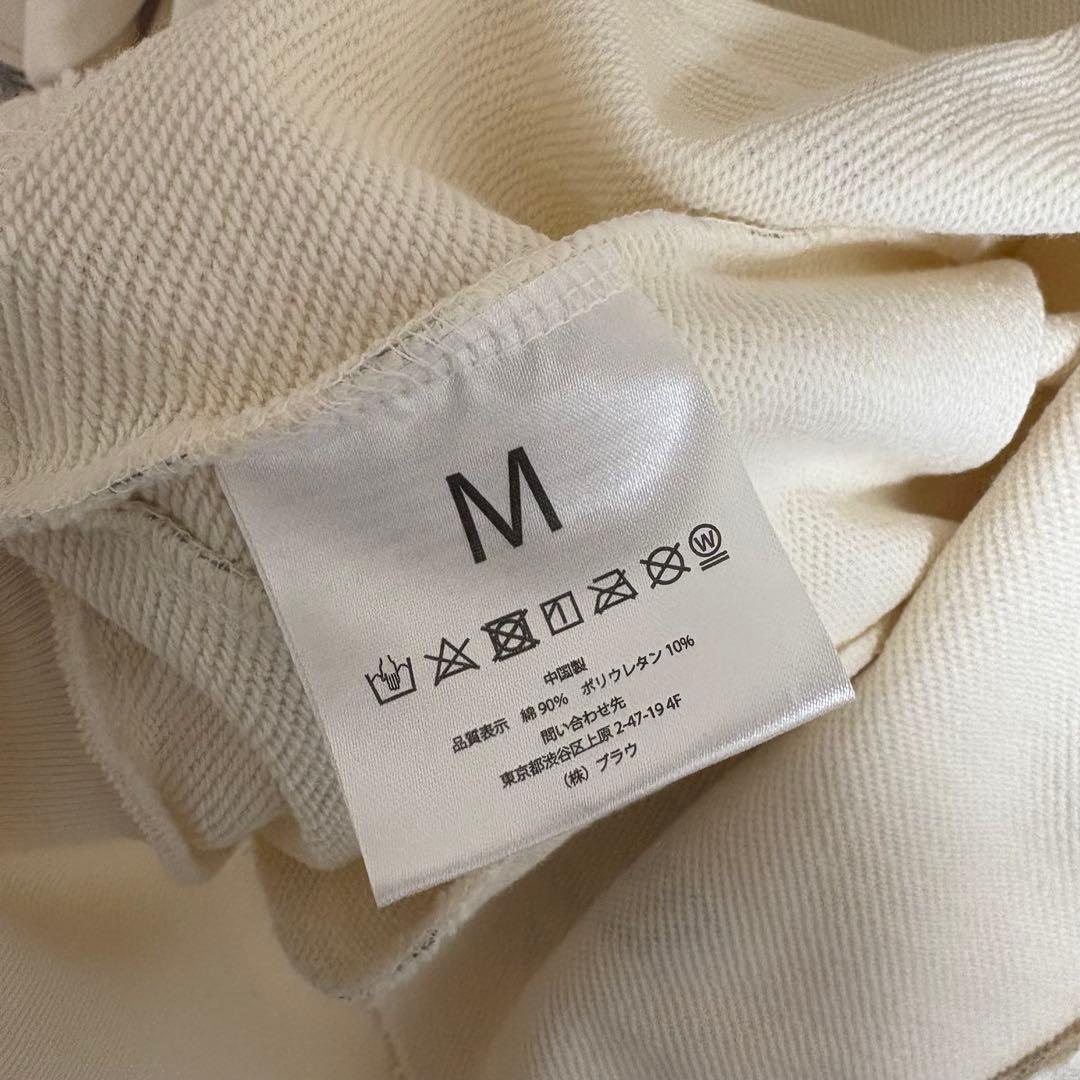 M
W
中国製
品質表示 綿 90% ポリウレタン 10%
問い合わせ先
東京都渋谷区上原 2-47-19 4F
(株) ブラウ